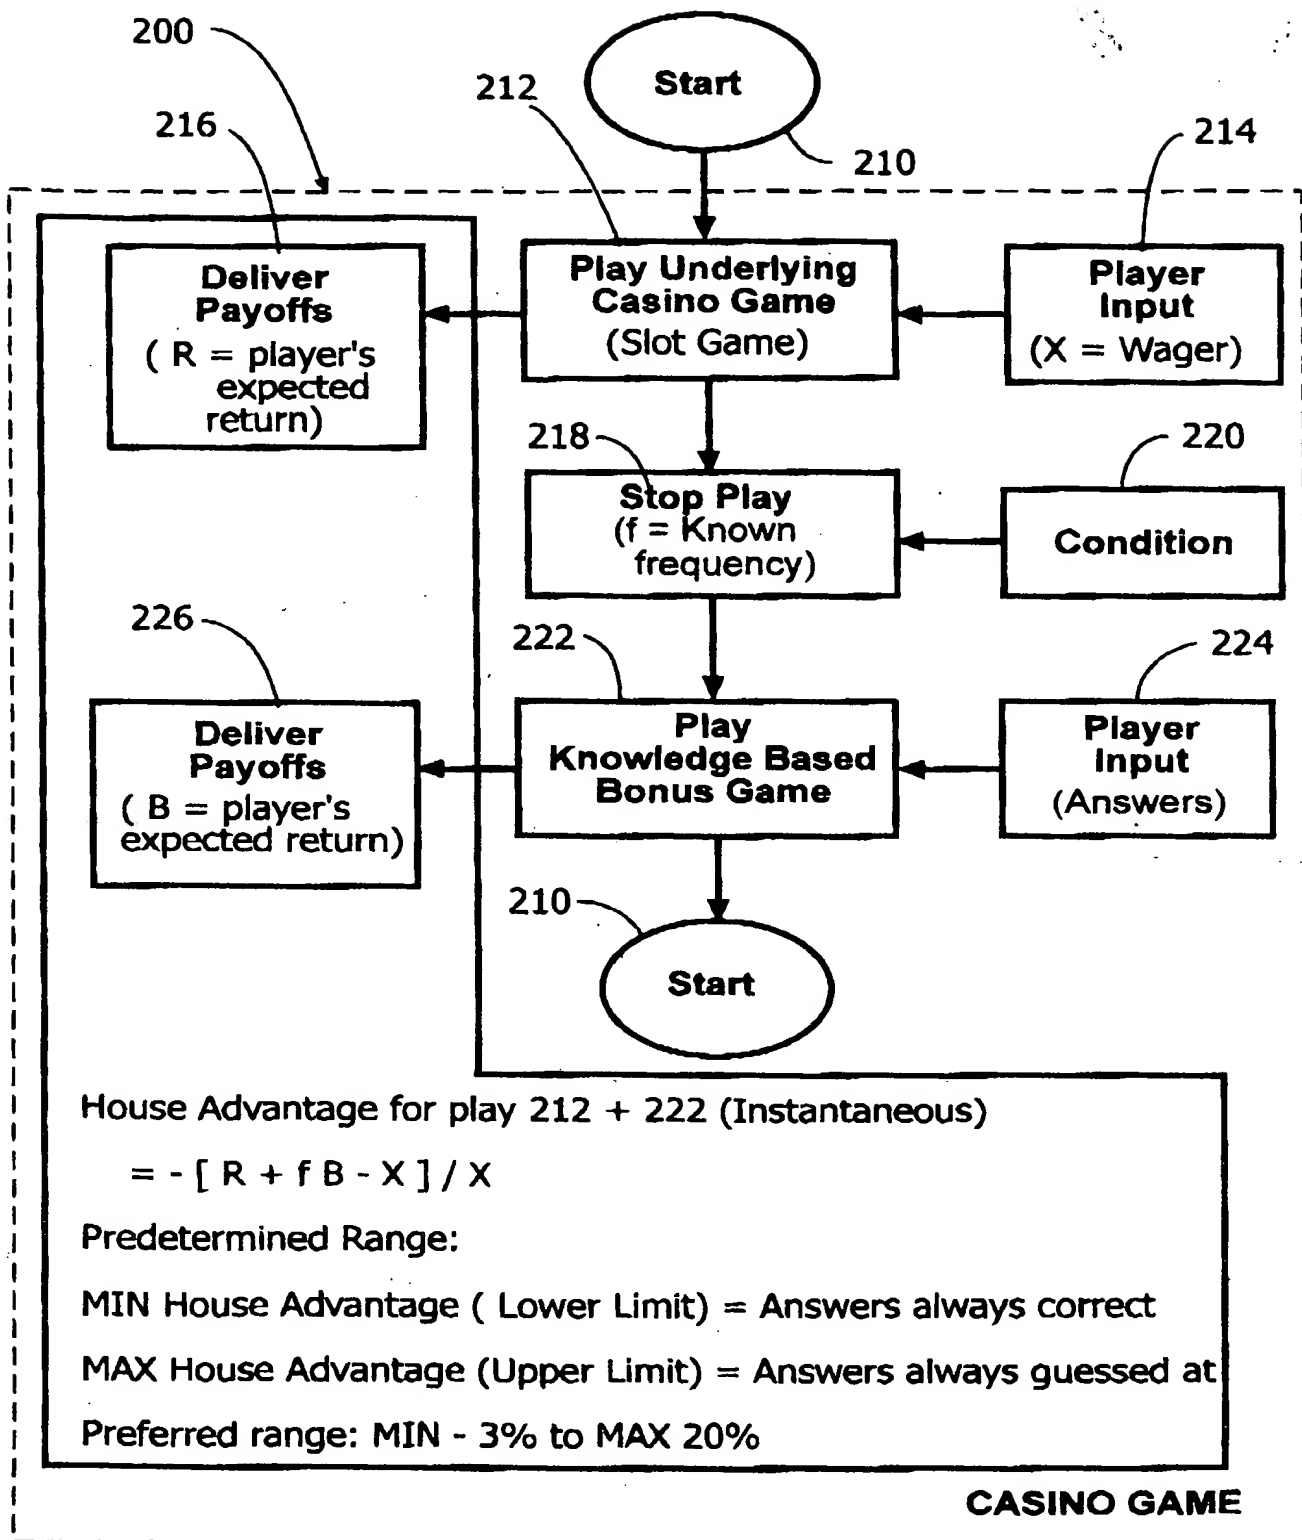 200
Start
212
216
214
210
Deliver
Payoffs
( R = player's
expected
return)
Play Underlying
Casino Game
(Slot Game)
Player
Input
(X = Wager)
218
220
Stop Play
(f = Known
frequency)
Condition
226
222
224
Deliver
Payoffs
( B = player's
expected return)
Play
Knowledge Based
Bonus Game
Player
Input
(Answers)
210
Start
House Advantage for play 212 + 222 (Instantaneous)
= - [ R + f B - X ] / X
Predetermined Range:
MIN House Advantage ( Lower Limit) = Answers always correct
MAX House Advantage (Upper Limit) = Answers always guessed at
Preferred range: MIN - 3% to MAX 20%
CASINO GAME